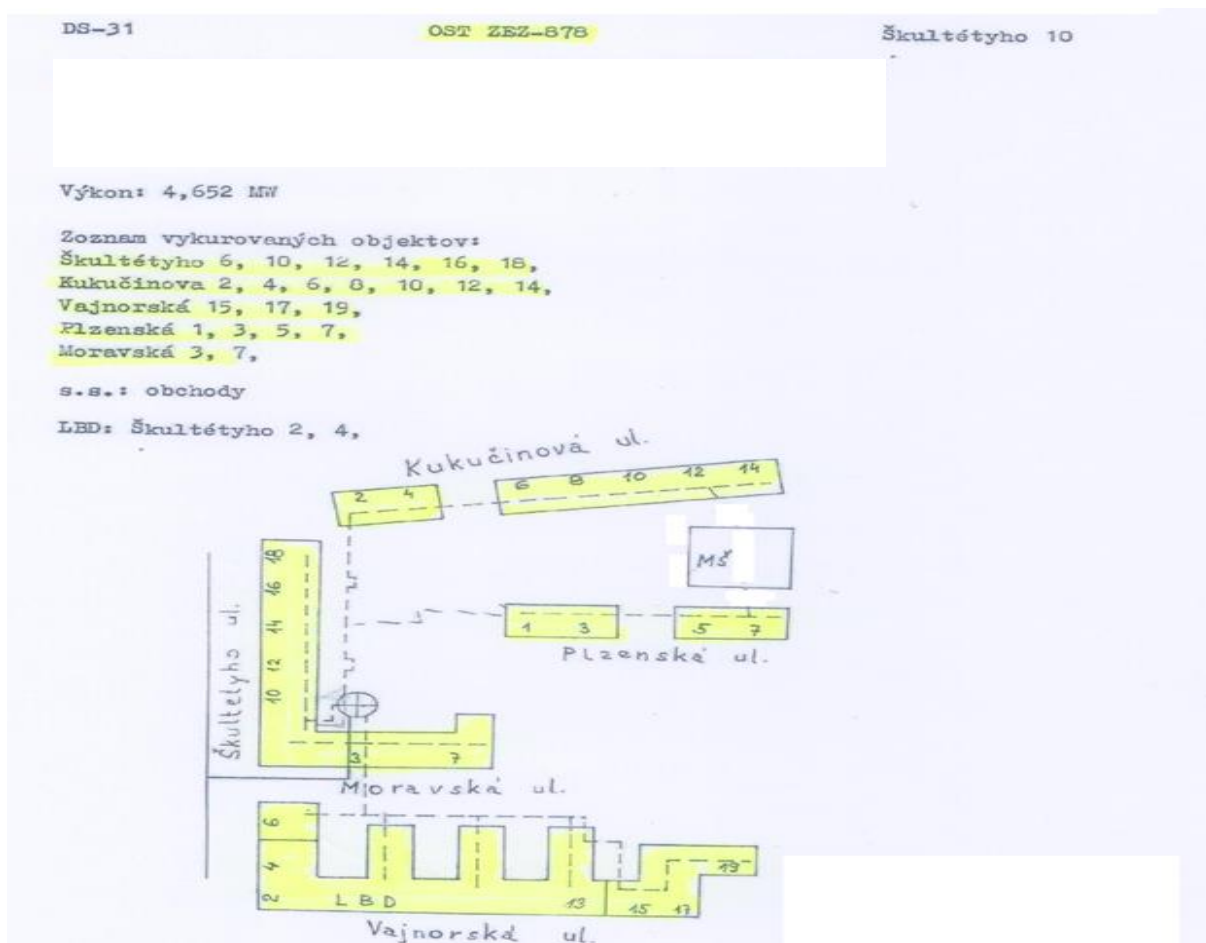 DS-31 OST ZEZ-878 Škultétyho 10
Výkon: 4,652 MW
Zoznam vykurovaných objektov:
Škultétyho 6, 10, 12, 14, 16, 18,
Kukučinova 2, 4, 6, 8, 10, 12, 14,
Vajnorská 15, 17, 19,
Plzenská 1, 3, 5, 7,
Moravská 3, 7,
s.s.: obchody
LBD: Škultétyho 2, 4,
Kukučinová ul.
2 4 6 8 10 12 14
MŠ
18
16
14
12
10
Škultelyho ul.
1 3 5 7
Plzenská ul.
3 7
Moravská ul.
6
4
2
LBD 13 15 17 19
Vajnorská ul.